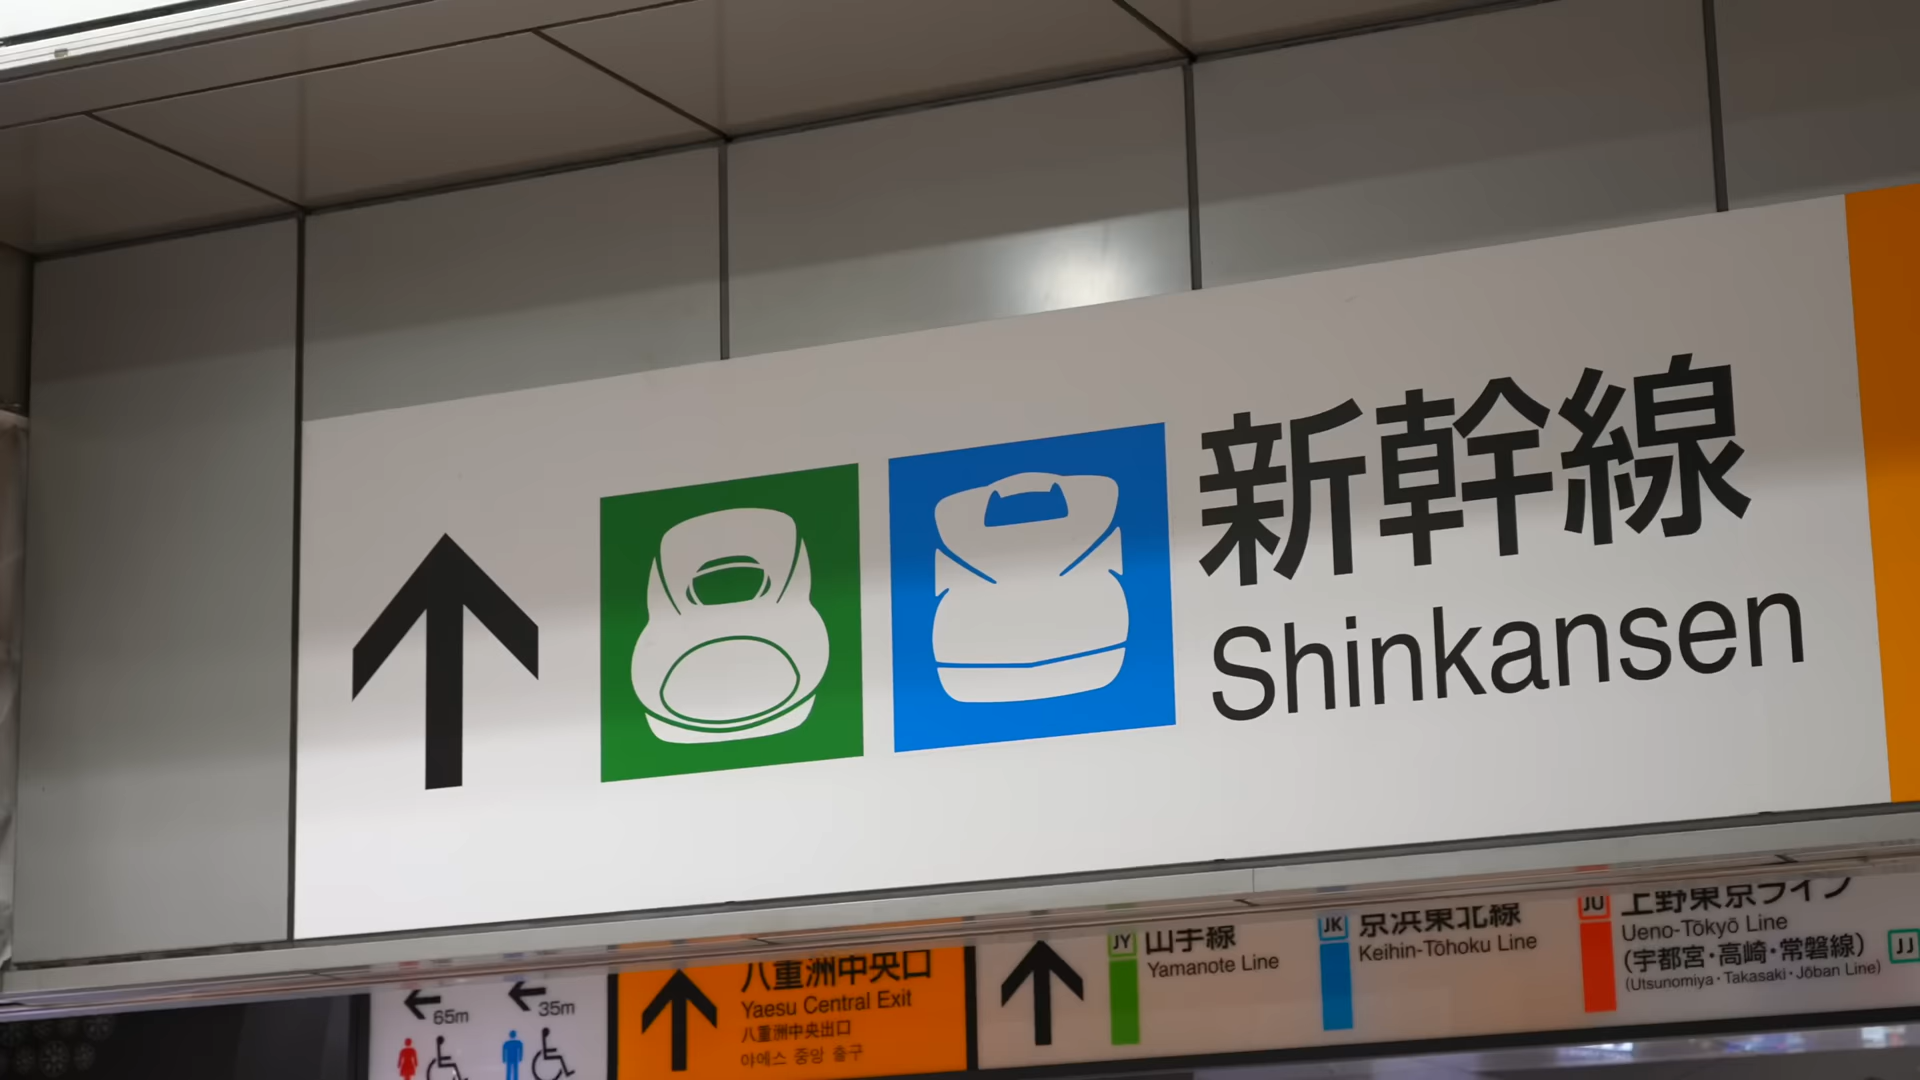 新幹線
Shinkansen
65m
35m
八重洲中央口
Yaesu Central Exit
八重洲中央出口
야에스 중앙 출구
JY 山手線
Yamanote Line
JK 京浜東北線
Keihin-Tōhoku Line
JU 上野東京ライン
Ueno-Tōkyō Line
(宇都宮・高崎・常磐線)
(Utsunomiya・Takasaki・Jōban Line)
JJ